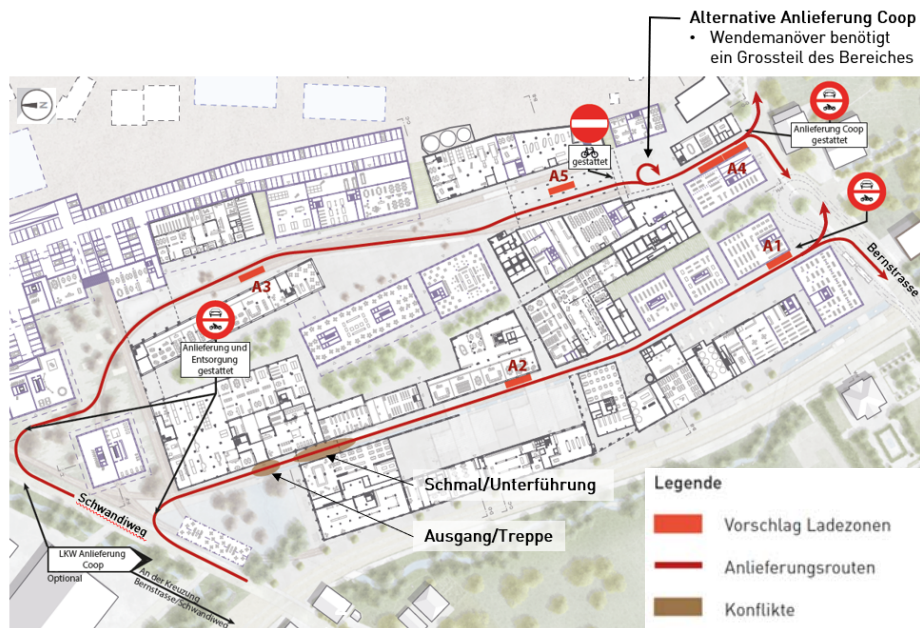 Alternative Anlieferung Coop
• Wendemanöver benötigt
ein Grossteil des Bereiches
N
gestattet
Anlieferung Coop
gestattet
A5
A4
A1
Bernstrasse
A3
Anlieferung und
Entsorgung
gestattet
A2
Schmal/Unterführung
Ausgang/Treppe
Schwandiweg
LKW Anlieferung
Coop
Optional
An der Kreuzung
Bernstrasse/Schwandiweg
Legende
Vorschlag Ladezonen
Anlieferungsrouten
Konflikte